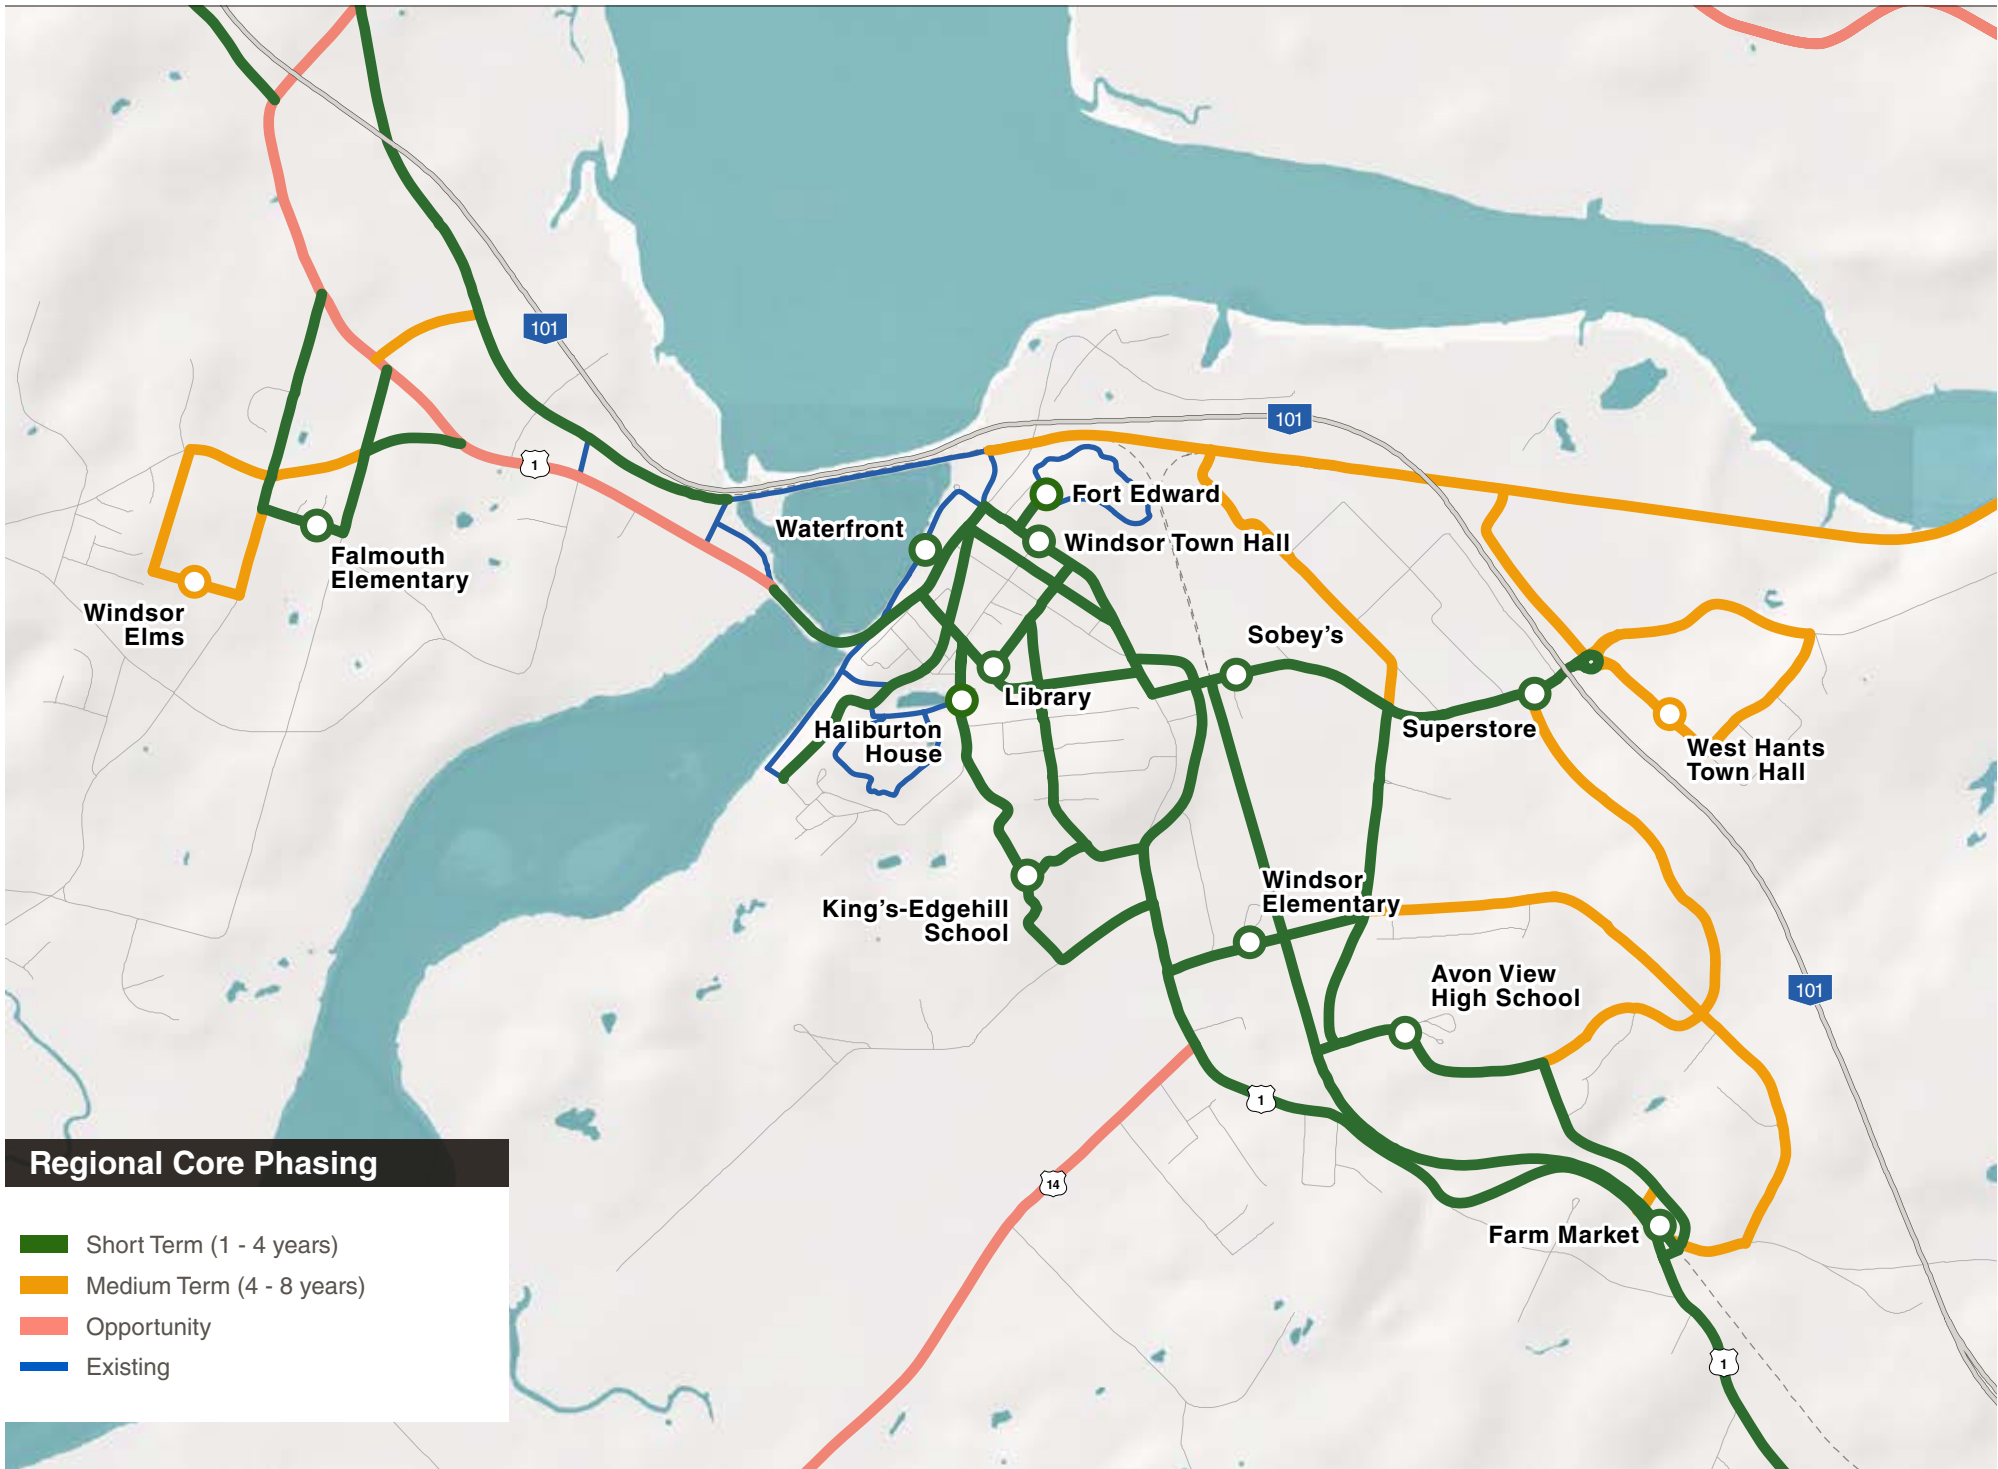 101
101
1
Fort Edward
Waterfront
Windsor Town Hall
Falmouth
Elementary
Windsor
Elms
Sobey's
Library
Haliburton
House
Superstore
West Hants
Town Hall
Windsor
Elementary
King's-Edgehill
School
Avon View
High School
101
1
14
Farm Market
1
Regional Core Phasing
Short Term (1 - 4 years)
Medium Term (4 - 8 years)
Opportunity
Existing